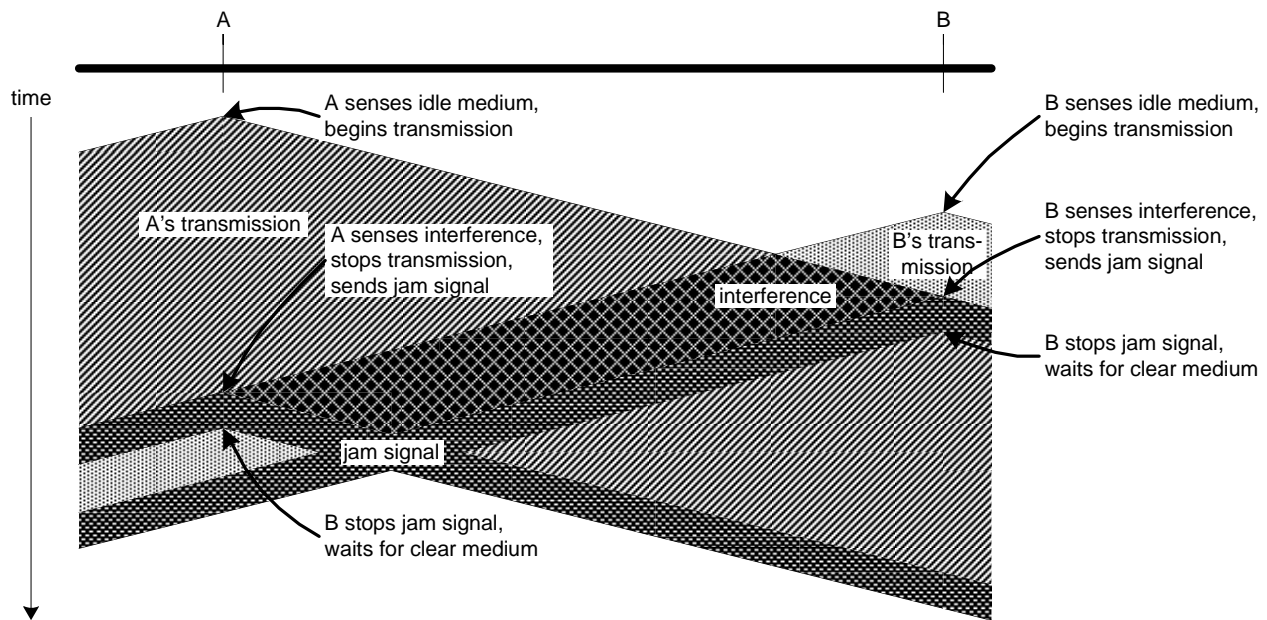 A
B
time
A senses idle medium,
begins transmission
B senses idle medium,
begins transmission
A's transmission
A senses interference,
stops transmission,
sends jam signal
B's trans-
mission
B senses interference,
stops transmission,
sends jam signal
interference
B stops jam signal,
waits for clear medium
jam signal
B stops jam signal,
waits for clear medium